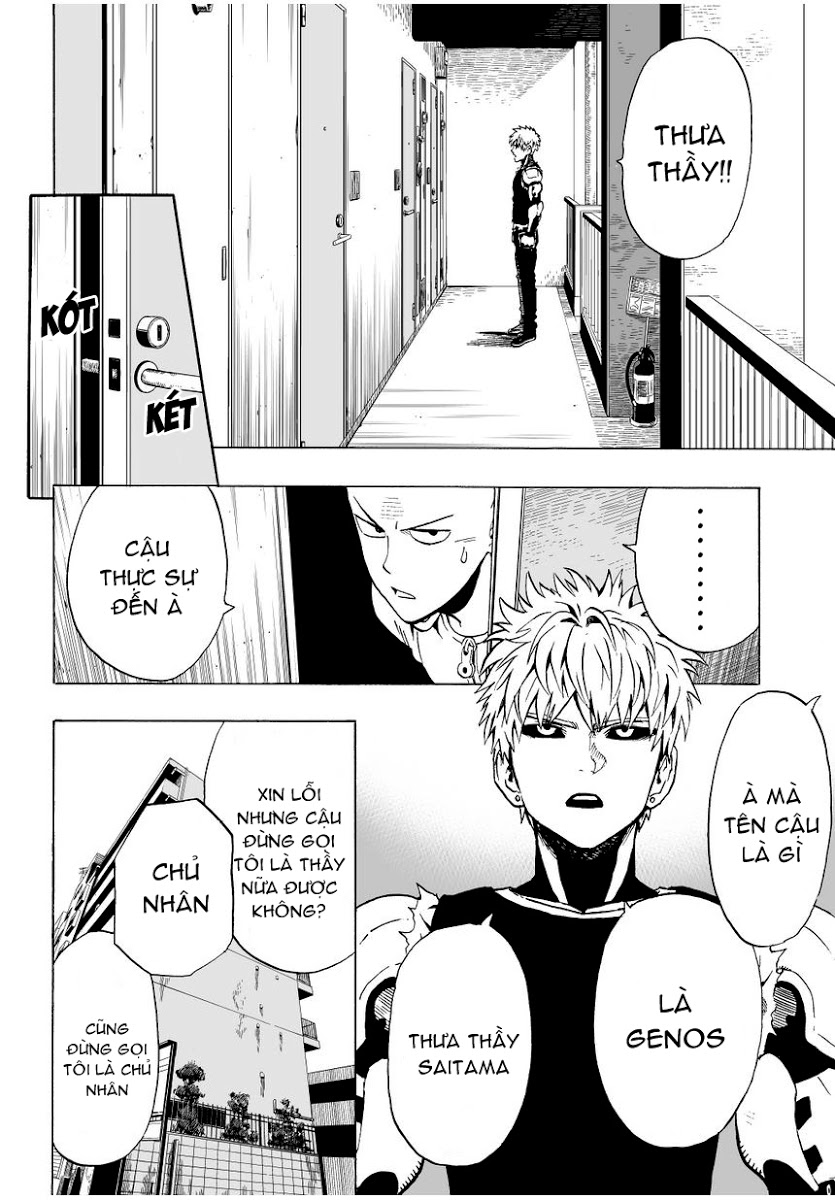 THƯA
THẦY!!
KÓT
KÉT
CẬU
THỰC SỰ
ĐẾN À
........
À MÀ
TÊN CẬU
LÀ GÌ
LÀ
GENOS
THƯA THẦY
SAITAMA
XIN LỖI
NHƯNG CẬU
ĐỪNG GỌI
TÔI LÀ THẦY
NỮA ĐƯỢC
KHÔNG?
CHỦ
NHÂN
CŨNG
ĐỪNG GỌI
TÔI LÀ CHỦ
NHÂN